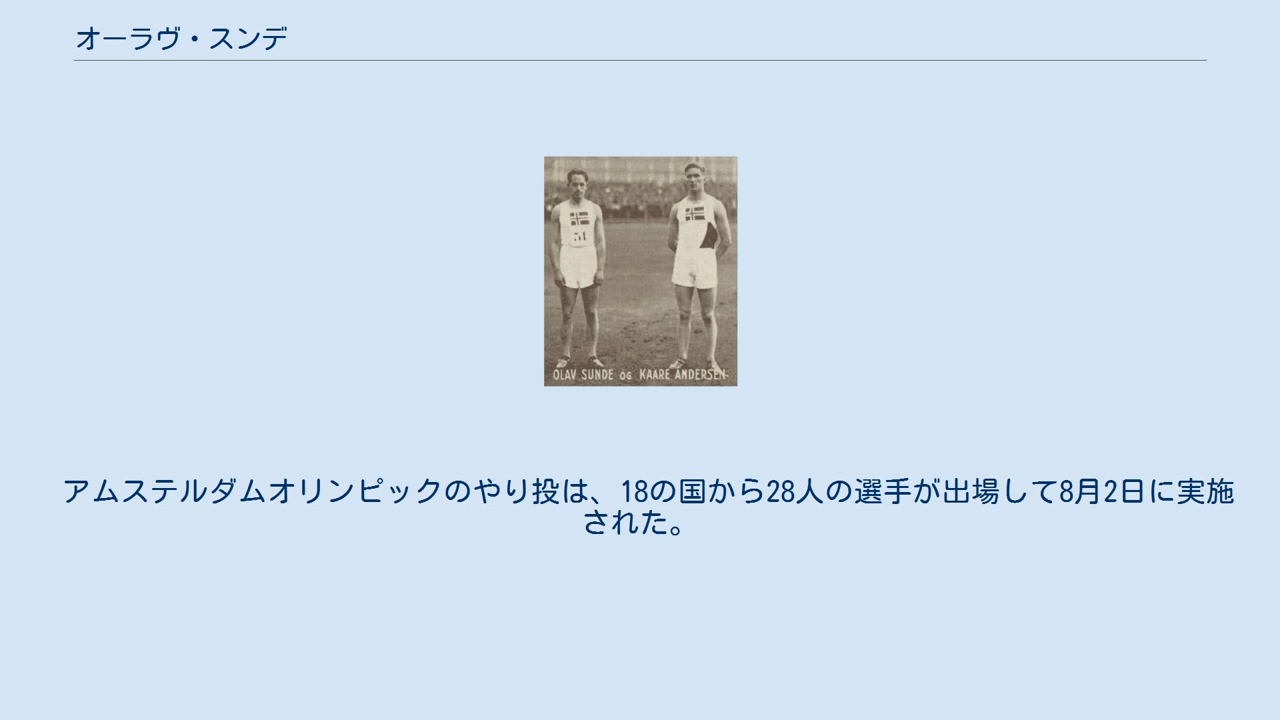 オーラヴ・スンデ
51
OLAV SUNDE OG KAARE ANDERSEN
アムステルダムオリンピックのやり投は、18の国から28人の選手が出場して8月2日に実施
された。